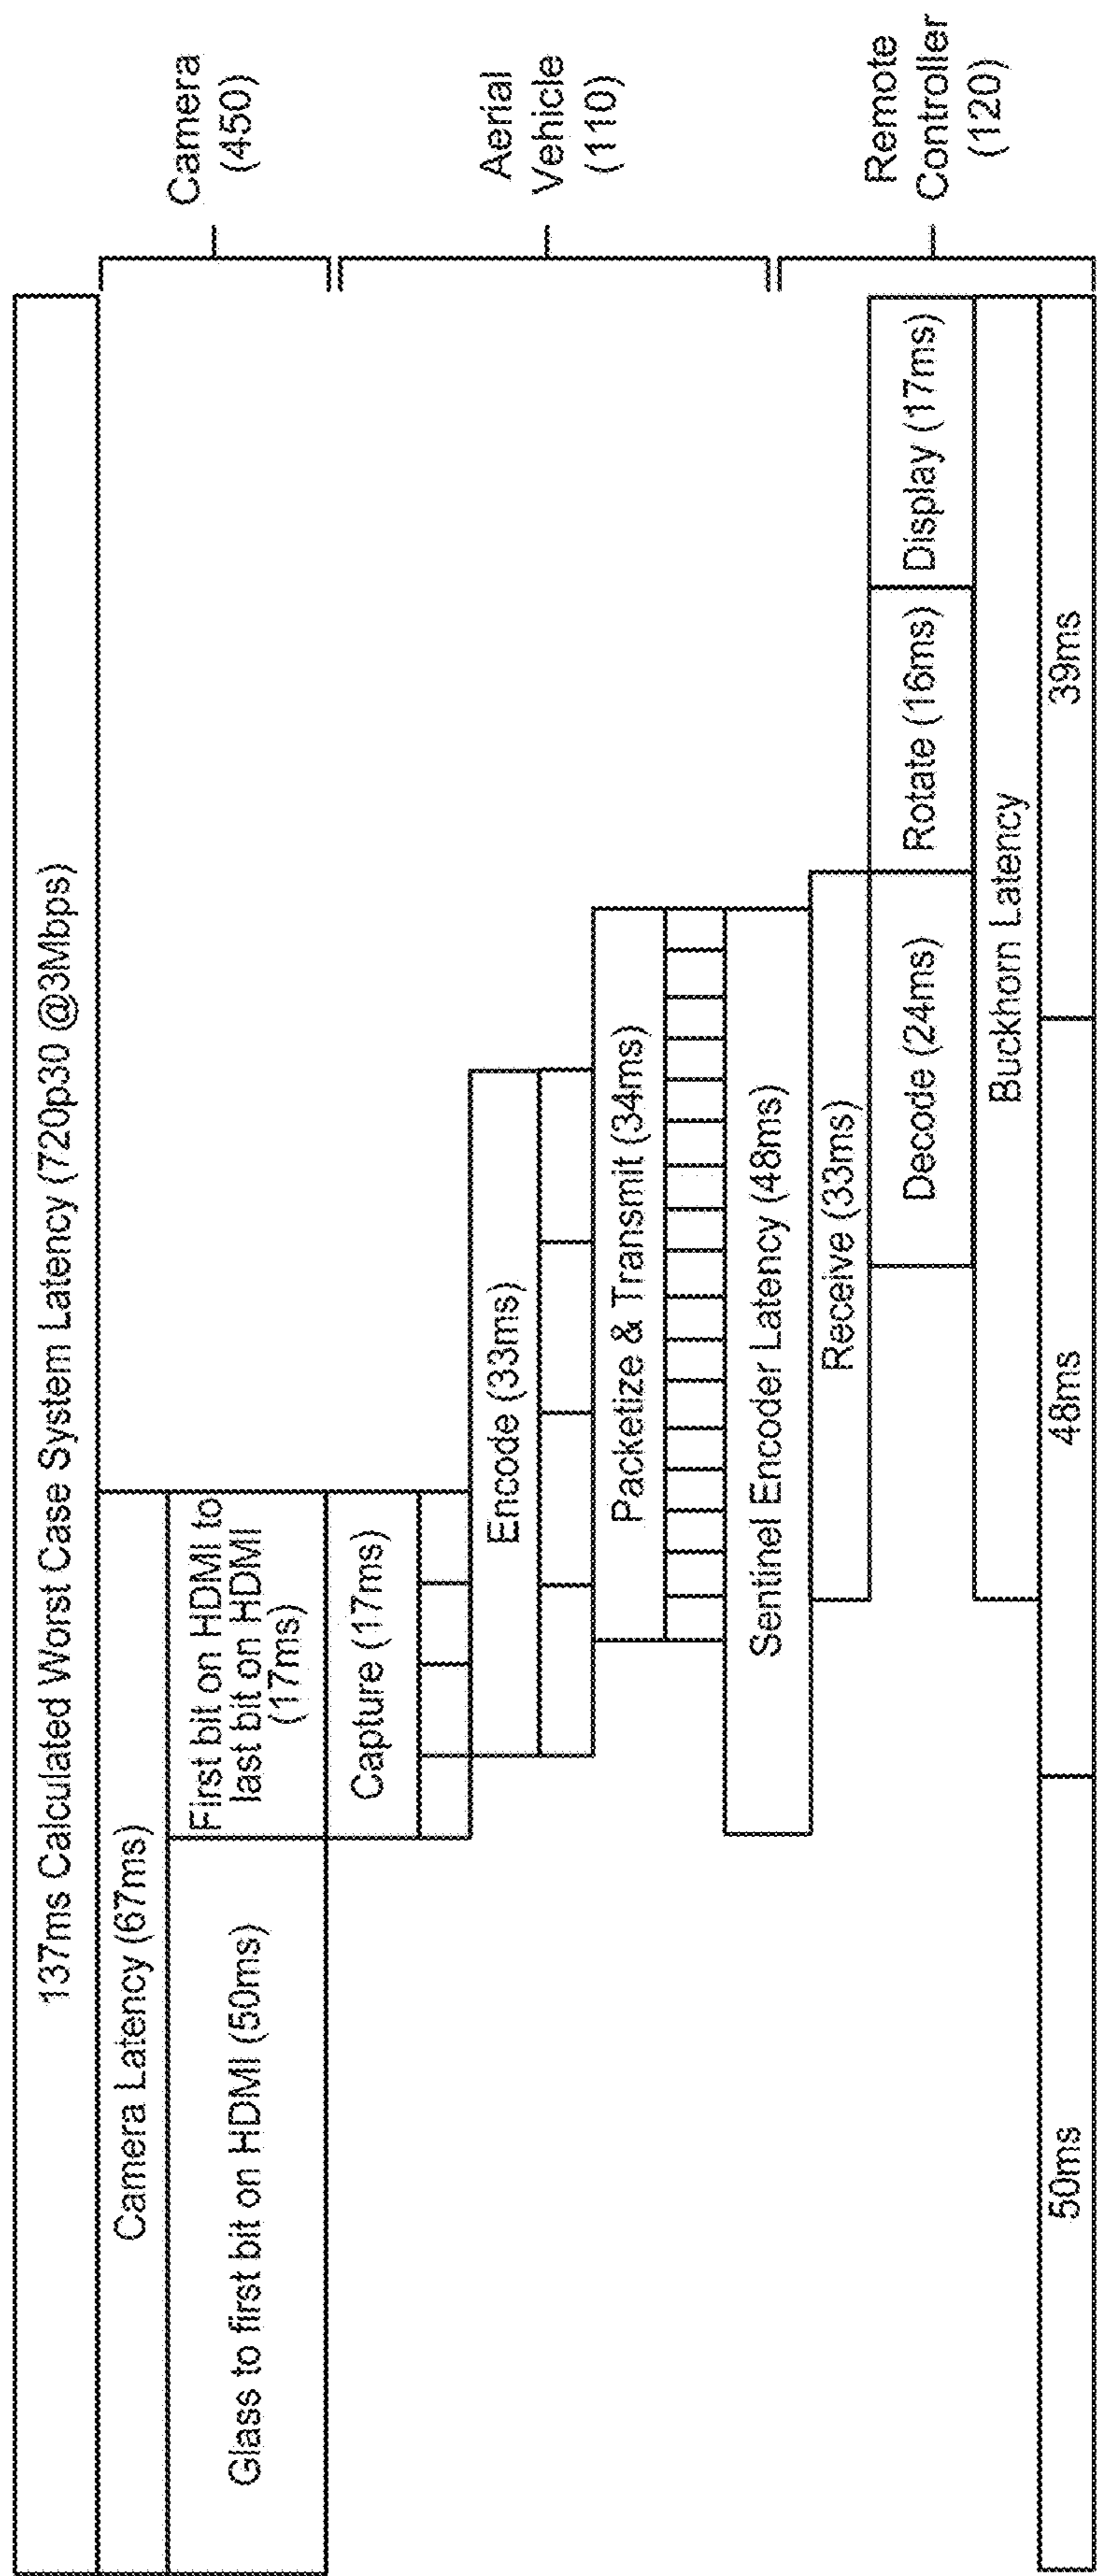 137ms Calculated Worst Case System Latency (720p30 @3Mbps)
Camera Latency (67ms)
Glass to first bit on HDMI (50ms)
First bit on HDMI to
last bit on HDMI
(17ms)
Camera
(450)
Capture (17ms)
Encode (33ms)
Packetize & Transmit (34ms)
Sentinel Encoder Latency (48ms)
Aerial
Vehicle
(110)
Receive (33ms)
Decode (24ms)
Rotate (16ms)
Display (17ms)
Buckhorn Latency
Remote
Controller
(120)
50ms
48ms
39ms